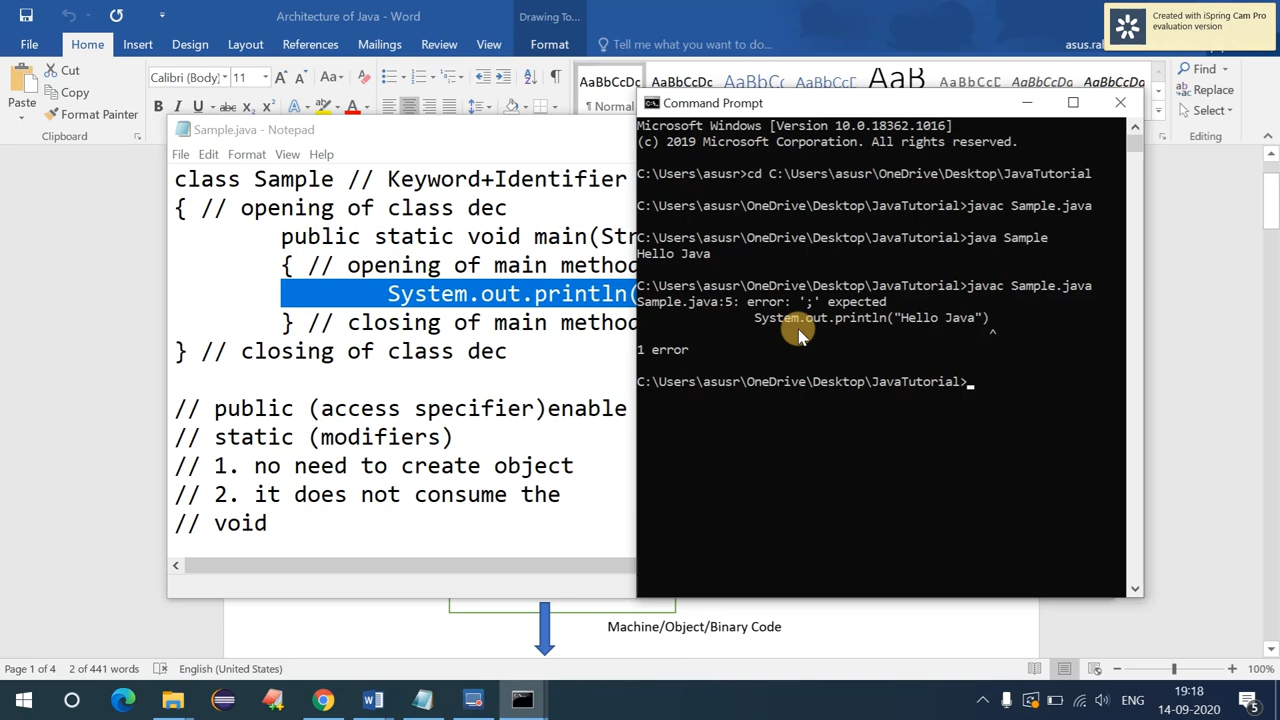 Architecture of Java - Word
Drawing To...
Created with iSpring Cam Pro
evaluation version
File Home Insert Design Layout References Mailings Review View Format Tell me what you want to do...
Calibri (Body) 11
Paste
Cut
Copy
Format Painter
Clipboard
AaBbCcDc AaBbCcDc AaBbCc AaBbCcD AaB AaBbCcC AaBbCcDc AaBbCcDc
¶ Normal
Find
Replace
Select
Editing
Sample.java - Notepad
File Edit Format View Help
class Sample // Keyword+Identifier
{ // opening of class dec
public static void main(Str
{ // opening of main metho
System.out.println(
} // closing of main metho
} // closing of class dec
// public (access specifier)enable
// static (modifiers)
// 1. no need to create object
// 2. it does not consume the
// void
Command Prompt
Microsoft Windows [Version 10.0.18362.1016]
(c) 2019 Microsoft Corporation. All rights reserved.
C:\Users\asusr>cd C:\Users\asusr\OneDrive\Desktop\JavaTutorial
C:\Users\asusr\OneDrive\Desktop\JavaTutorial>javac Sample.java
C:\Users\asusr\OneDrive\Desktop\JavaTutorial>java Sample
Hello Java
C:\Users\asusr\OneDrive\Desktop\JavaTutorial>javac Sample.java
Sample.java:5: error: ';' expected
System.out.println("Hello Java")
^
1 error
C:\Users\asusr\OneDrive\Desktop\JavaTutorial>
Machine/Object/Binary Code
Page 1 of 4 2 of 441 words English (United States) 100%
ENG
19:18
14-09-2020
5